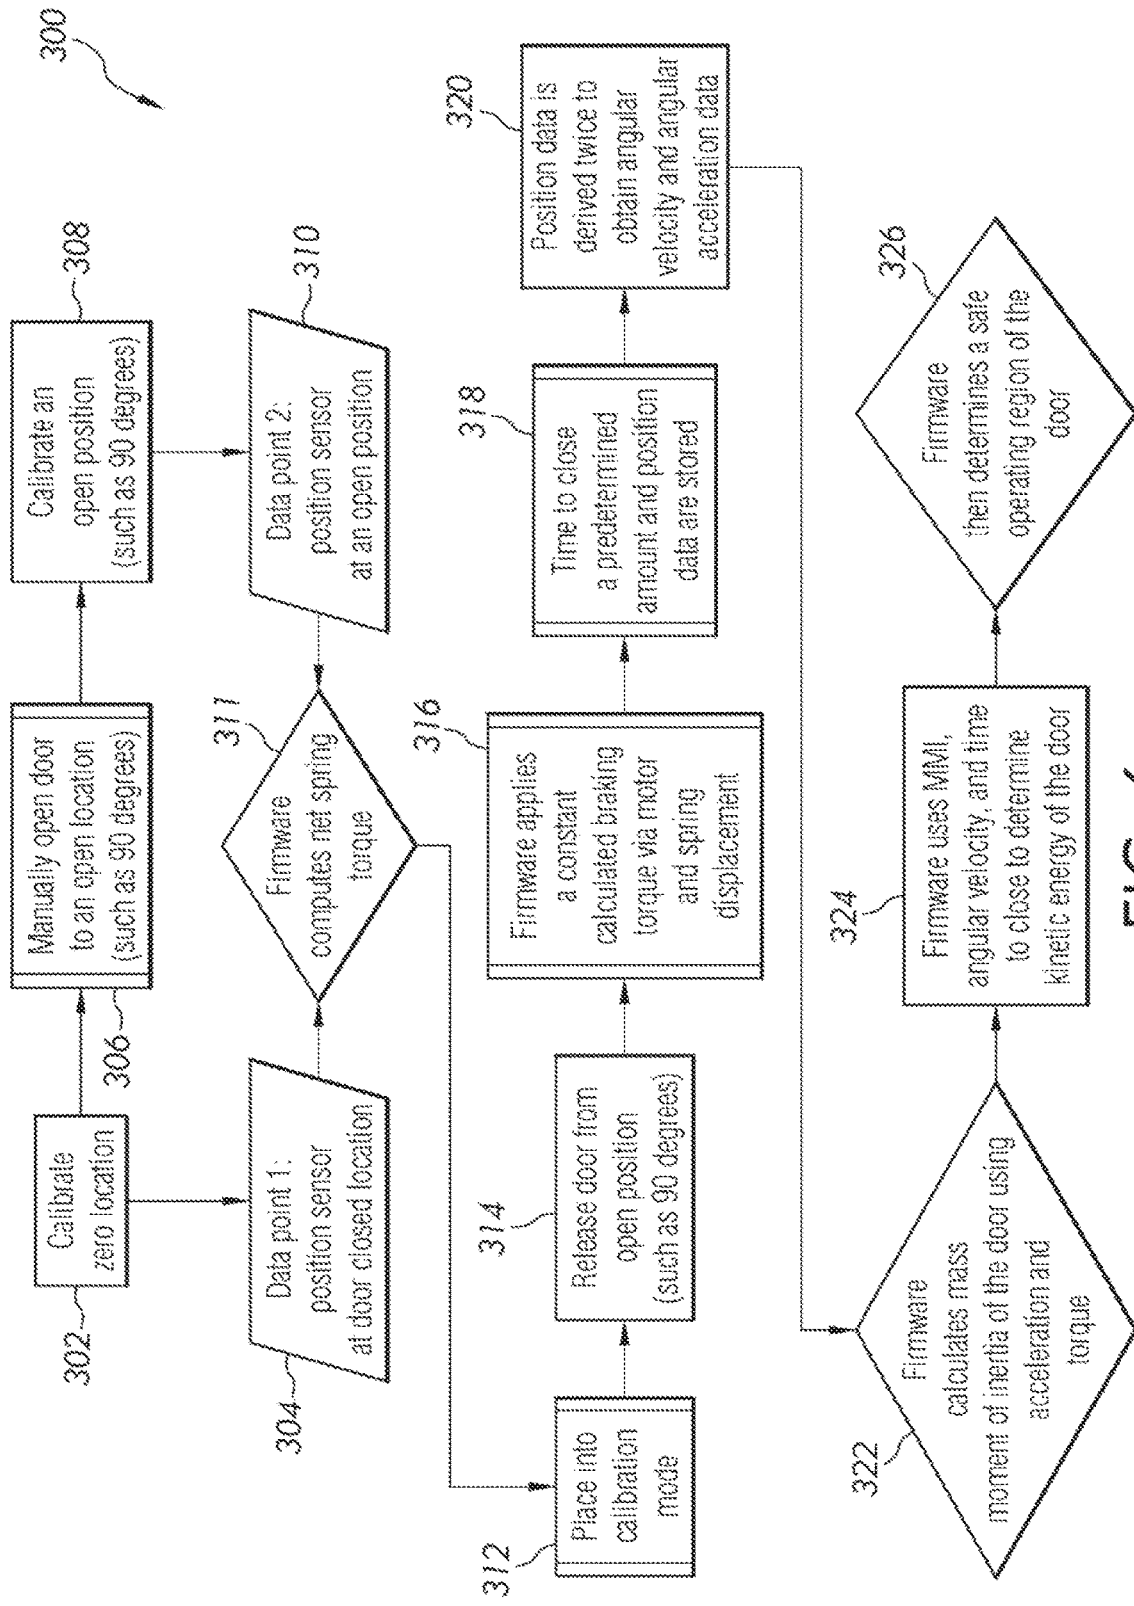 300
302
Calibrate
zero location
306
Manually open door
to an open location
(such as 90 degrees)
308
Calibrate an
open position
(such as 90 degrees)
304
Data point 1:
position sensor
at door closed location
311
Firmware
computes net spring
torque
310
Data point 2:
position sensor
at an open position
312
Place into
calibration
mode
314
Release door from
open position
(such as 90 degrees)
316
Firmware applies
a constant
calculated braking
torque via motor
and spring
displacement
318
Time to close
a predetermined
amount and position
data are stored
320
Position data is
derived twice to
obtain angular
velocity and angular
acceleration data
322
Firmware
calculates mass
moment of inertia of the door using
acceleration and
torque
324
Firmware uses MMI,
angular velocity, and time
to close to determine
kinetic energy of the door
326
Firmware
then determines a safe
operating region of the
door